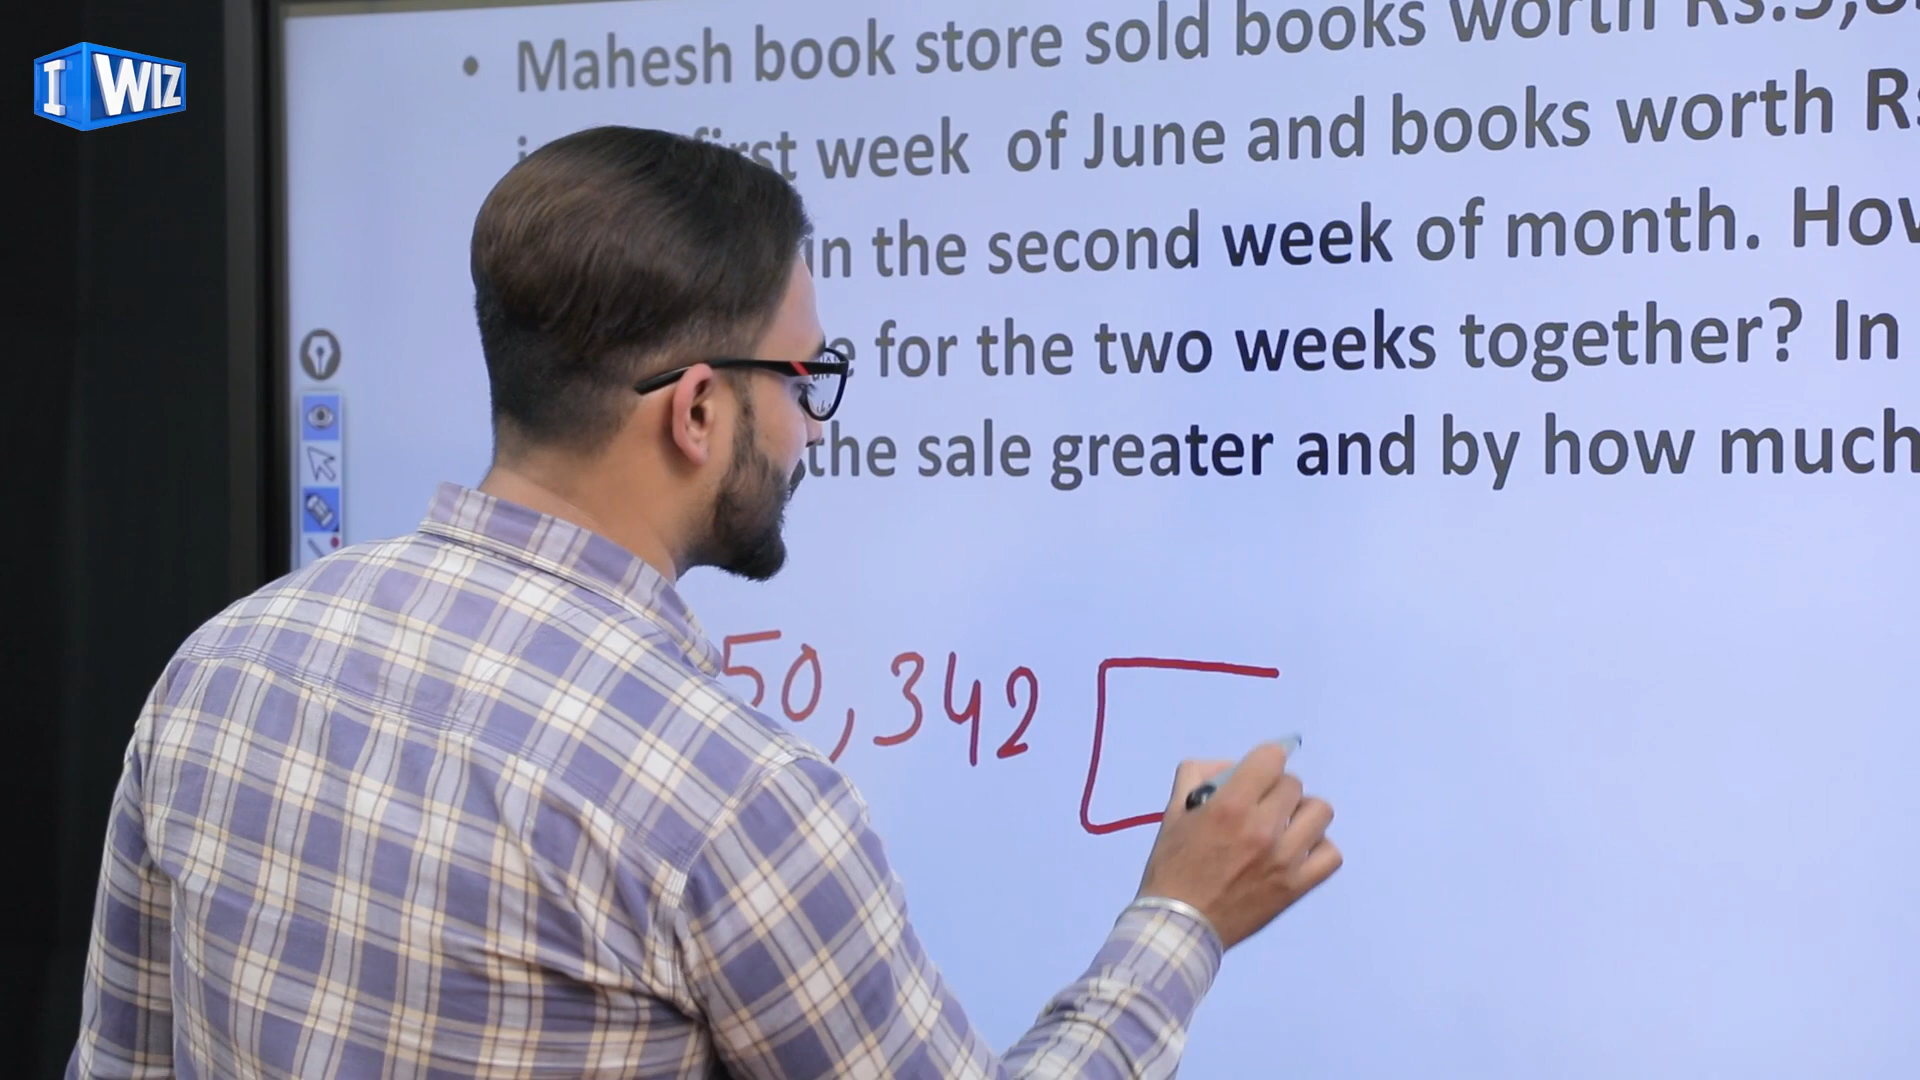 I WIZ
• Mahesh book store sold books worth Rs.
first week of June and books worth
in the second week of month.
for the two weeks together? In
the sale greater and by how much
50,342